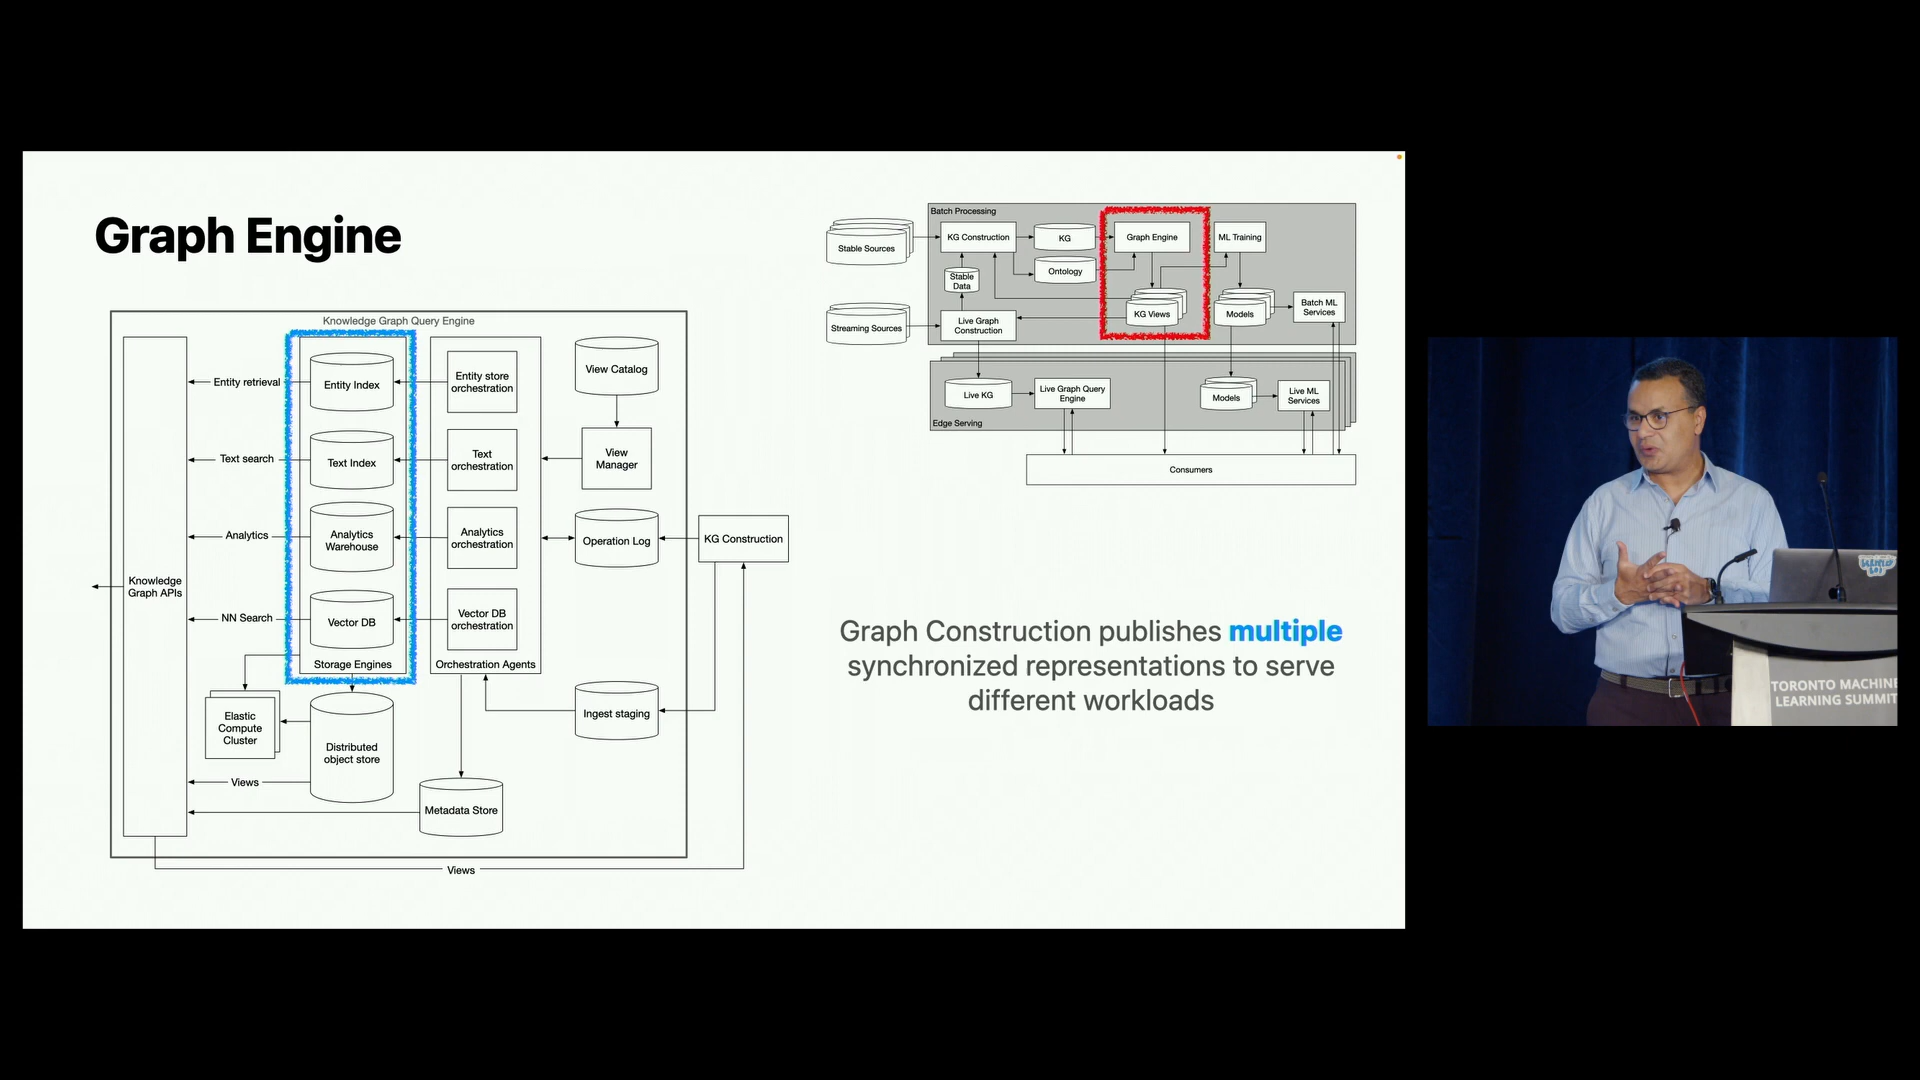 Graph Engine
Knowledge Graph Query Engine
Entity retrieval
Entity Index
Entity store
orchestration
View Catalog
Text search
Text Index
Text
orchestration
View
Manager
Analytics
Analytics
Warehouse
Analytics
orchestration
Operation Log
KG Construction
Knowledge
Graph APIs
NN Search
Vector DB
Vector DB
orchestration
Storage Engines
Orchestration Agents
Elastic
Compute
Cluster
Distributed
object store
Ingest staging
Views
Metadata Store
Views
Batch Processing
Stable Sources
KG Construction
KG
Graph Engine
ML Training
Ontology
Stable
Data
Streaming Sources
Live Graph
Construction
KG Views
Models
Batch ML
Services
Live KG
Live Graph Query
Engine
Models
Live ML
Services
Edge Serving
Consumers
Graph Construction publishes multiple
synchronized representations to serve
different workloads
TORONTO MACHINE
LEARNING SUMMIT